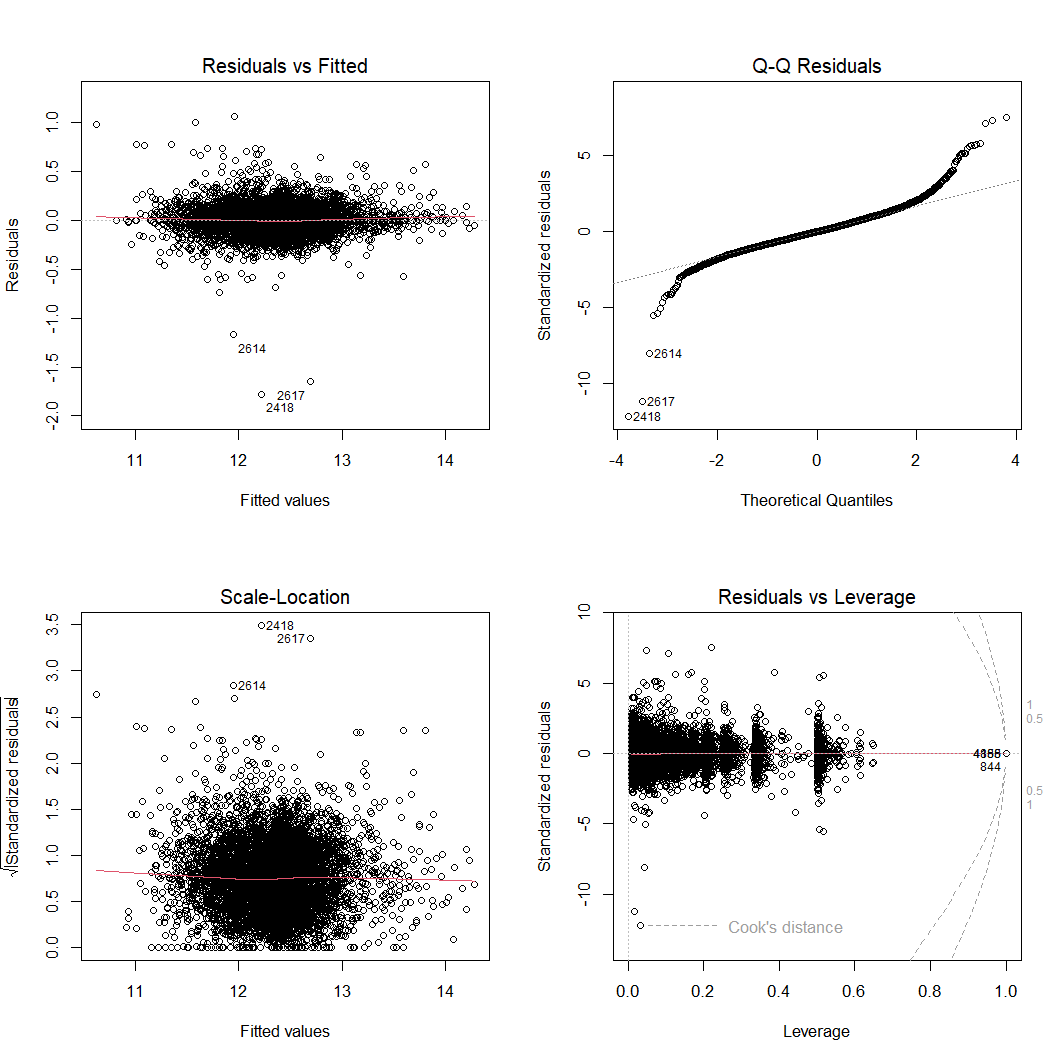 Residuals vs Fitted
1.0
0.5
0.0
-0.5
-1.0
-1.5
-2.0
Residuals
2614
2617
2418
11 12 13 14
Fitted values
Q-Q Residuals
5
0
-5
-10
Standardized residuals
2614
2617
2418
-4 -2 0 2 4
Theoretical Quantiles
Scale-Location
3.5
3.0
2.5
2.0
1.5
1.0
0.5
0.0
√|Standardized residuals|
2418
2617
2614
11 12 13 14
Fitted values
Residuals vs Leverage
10
5
0
-5
-10
Standardized residuals
1
0.5
844
0.5
1
Cook's distance
0.0 0.2 0.4 0.6 0.8 1.0
Leverage